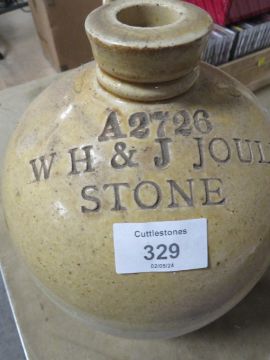 A2726
W H & J JOUL
STONE
Cuttlestones
329
02/05/24